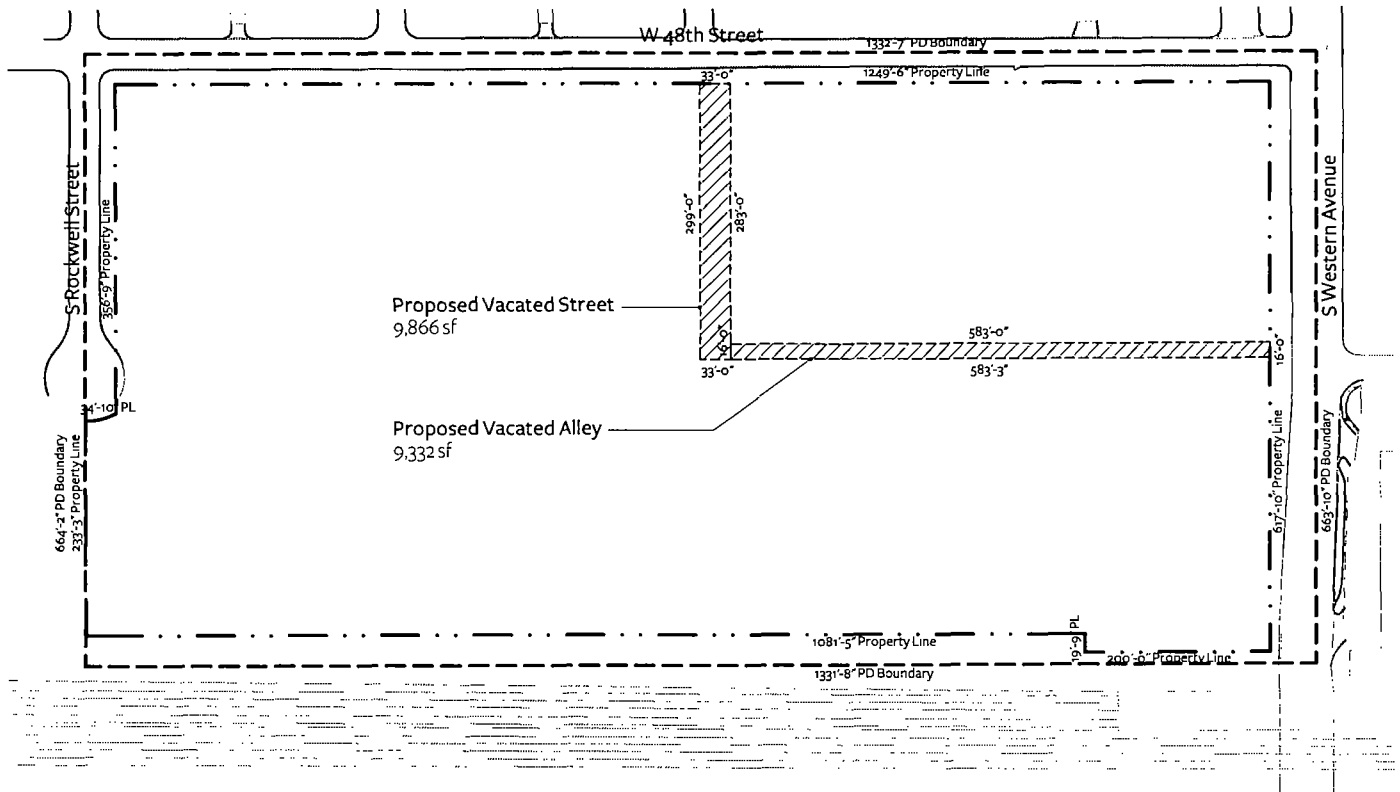 W 48th Street
1332'-7" PD Boundary
33'-0"
1249'-6" Property Line
S Rockwell Street
356'-9" Property Line
299'-0"
283'-0"
S Western Avenue
Proposed Vacated Street
9,866 sf
16'-0"
583'-0"
16'-0"
33'-0"
583'-3"
34'-10" PL
Proposed Vacated Alley
9,332 sf
664'-2" PD Boundary
233'-3" Property Line
617'-10" Property Line
663'-10" PD Boundary
1081'-5" Property Line
19'-9" PL
200'-0" Property Line
1331'-8" PD Boundary